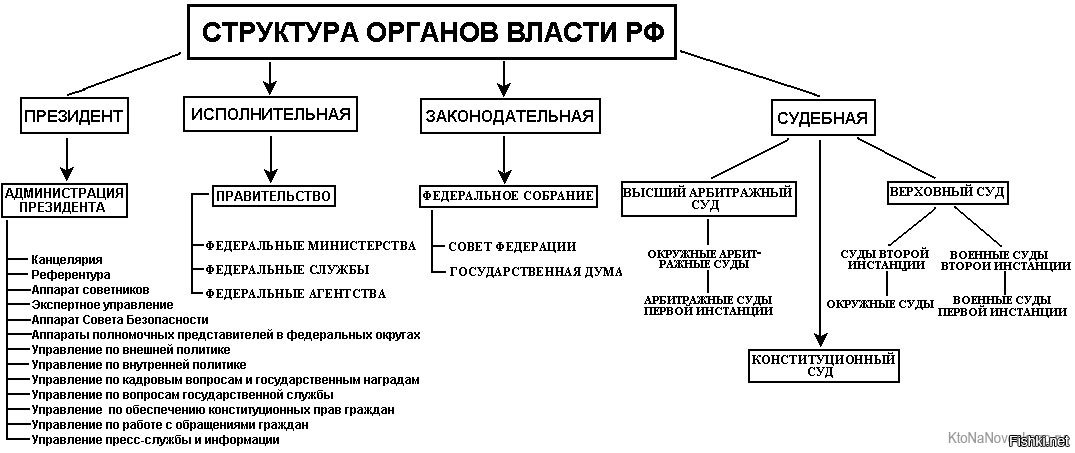 СТРУКТУРА ОРГАНОВ ВЛАСТИ РФ
ПРЕЗИДЕНТ
ИСПОЛНИТЕЛЬНАЯ
ЗАКОНОДАТЕЛЬНАЯ
СУДЕБНАЯ
АДМИНИСТРАЦИЯ
ПРЕЗИДЕНТА
Канцелярия
Референтура
Аппарат советников
Экспертное управление
Аппарат Совета Безопасности
Аппараты полномочных представителей в федеральных округах
Управление по внешней политике
Управление по внутренней политике
Управление по кадровым вопросам и государственным наградам
Управление по вопросам государственной службы
Управление по обеспечению конституционных прав граждан
Управление по работе с обращениями граждан
Управление пресс-службы и информации
ПРАВИТЕЛЬСТВО
ФЕДЕРАЛЬНЫЕ МИНИСТЕРСТВА
ФЕДЕРАЛЬНЫЕ СЛУЖБЫ
ФЕДЕРАЛЬНЫЕ АГЕНТСТВА
ФЕДЕРАЛЬНОЕ СОБРАНИЕ
СОВЕТ ФЕДЕРАЦИИ
ГОСУДАРСТВЕННАЯ ДУМА
ВЫСШИЙ АРБИТРАЖНЫЙ
СУД
ОКРУЖНЫЕ АРБИТ-
РАЖНЫЕ СУДЫ
АРБИТРАЖНЫЕ СУДЫ
ПЕРВОЙ ИНСТАНЦИИ
ВЕРХОВНЫЙ СУД
СУДЫ ВТОРОЙ
ИНСТАНЦИИ
ОКРУЖНЫЕ СУДЫ
ВОЕННЫЕ СУДЫ
ВТОРОЙ ИНСТАНЦИИ
ВОЕННЫЕ СУДЫ
ПЕРВОЙ ИНСТАНЦИИ
КОНСТИТУЦИОННЫЙ
СУД
Fishki.net